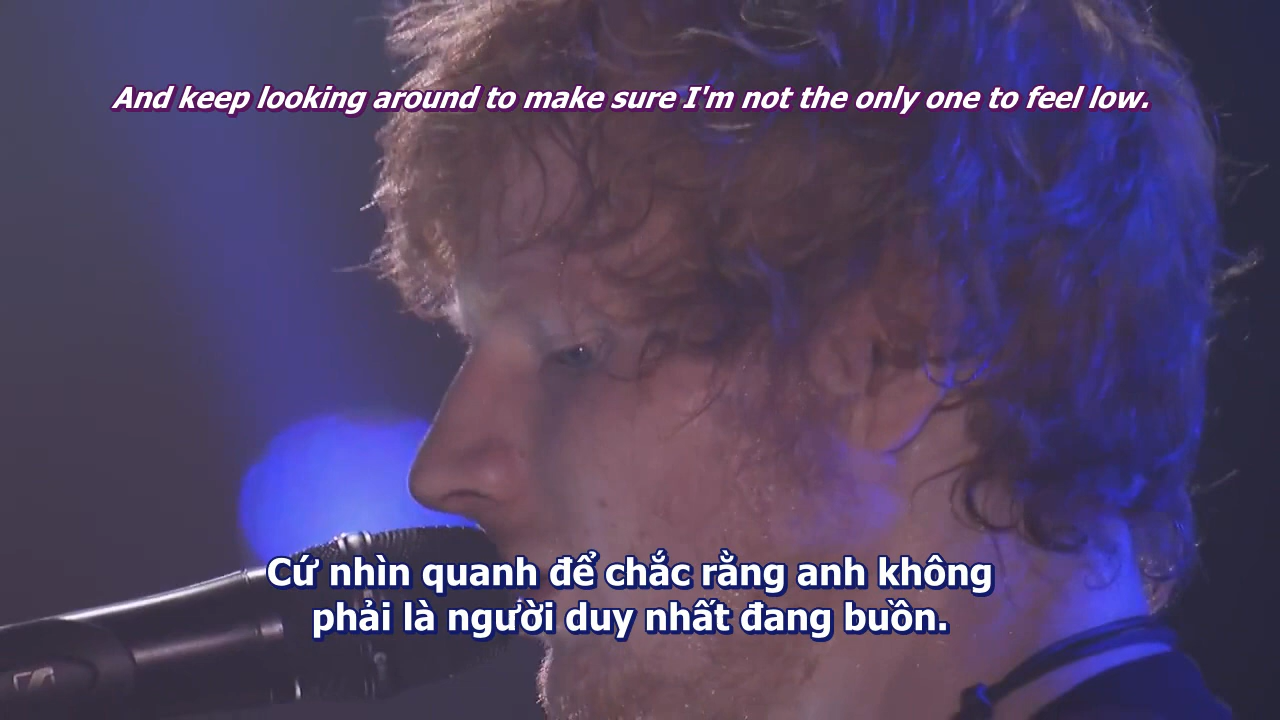 And keep looking around to make sure I'm not the only one to feel low.
Cứ nhìn quanh để chắc rằng anh không
phải là người duy nhất đang buồn.